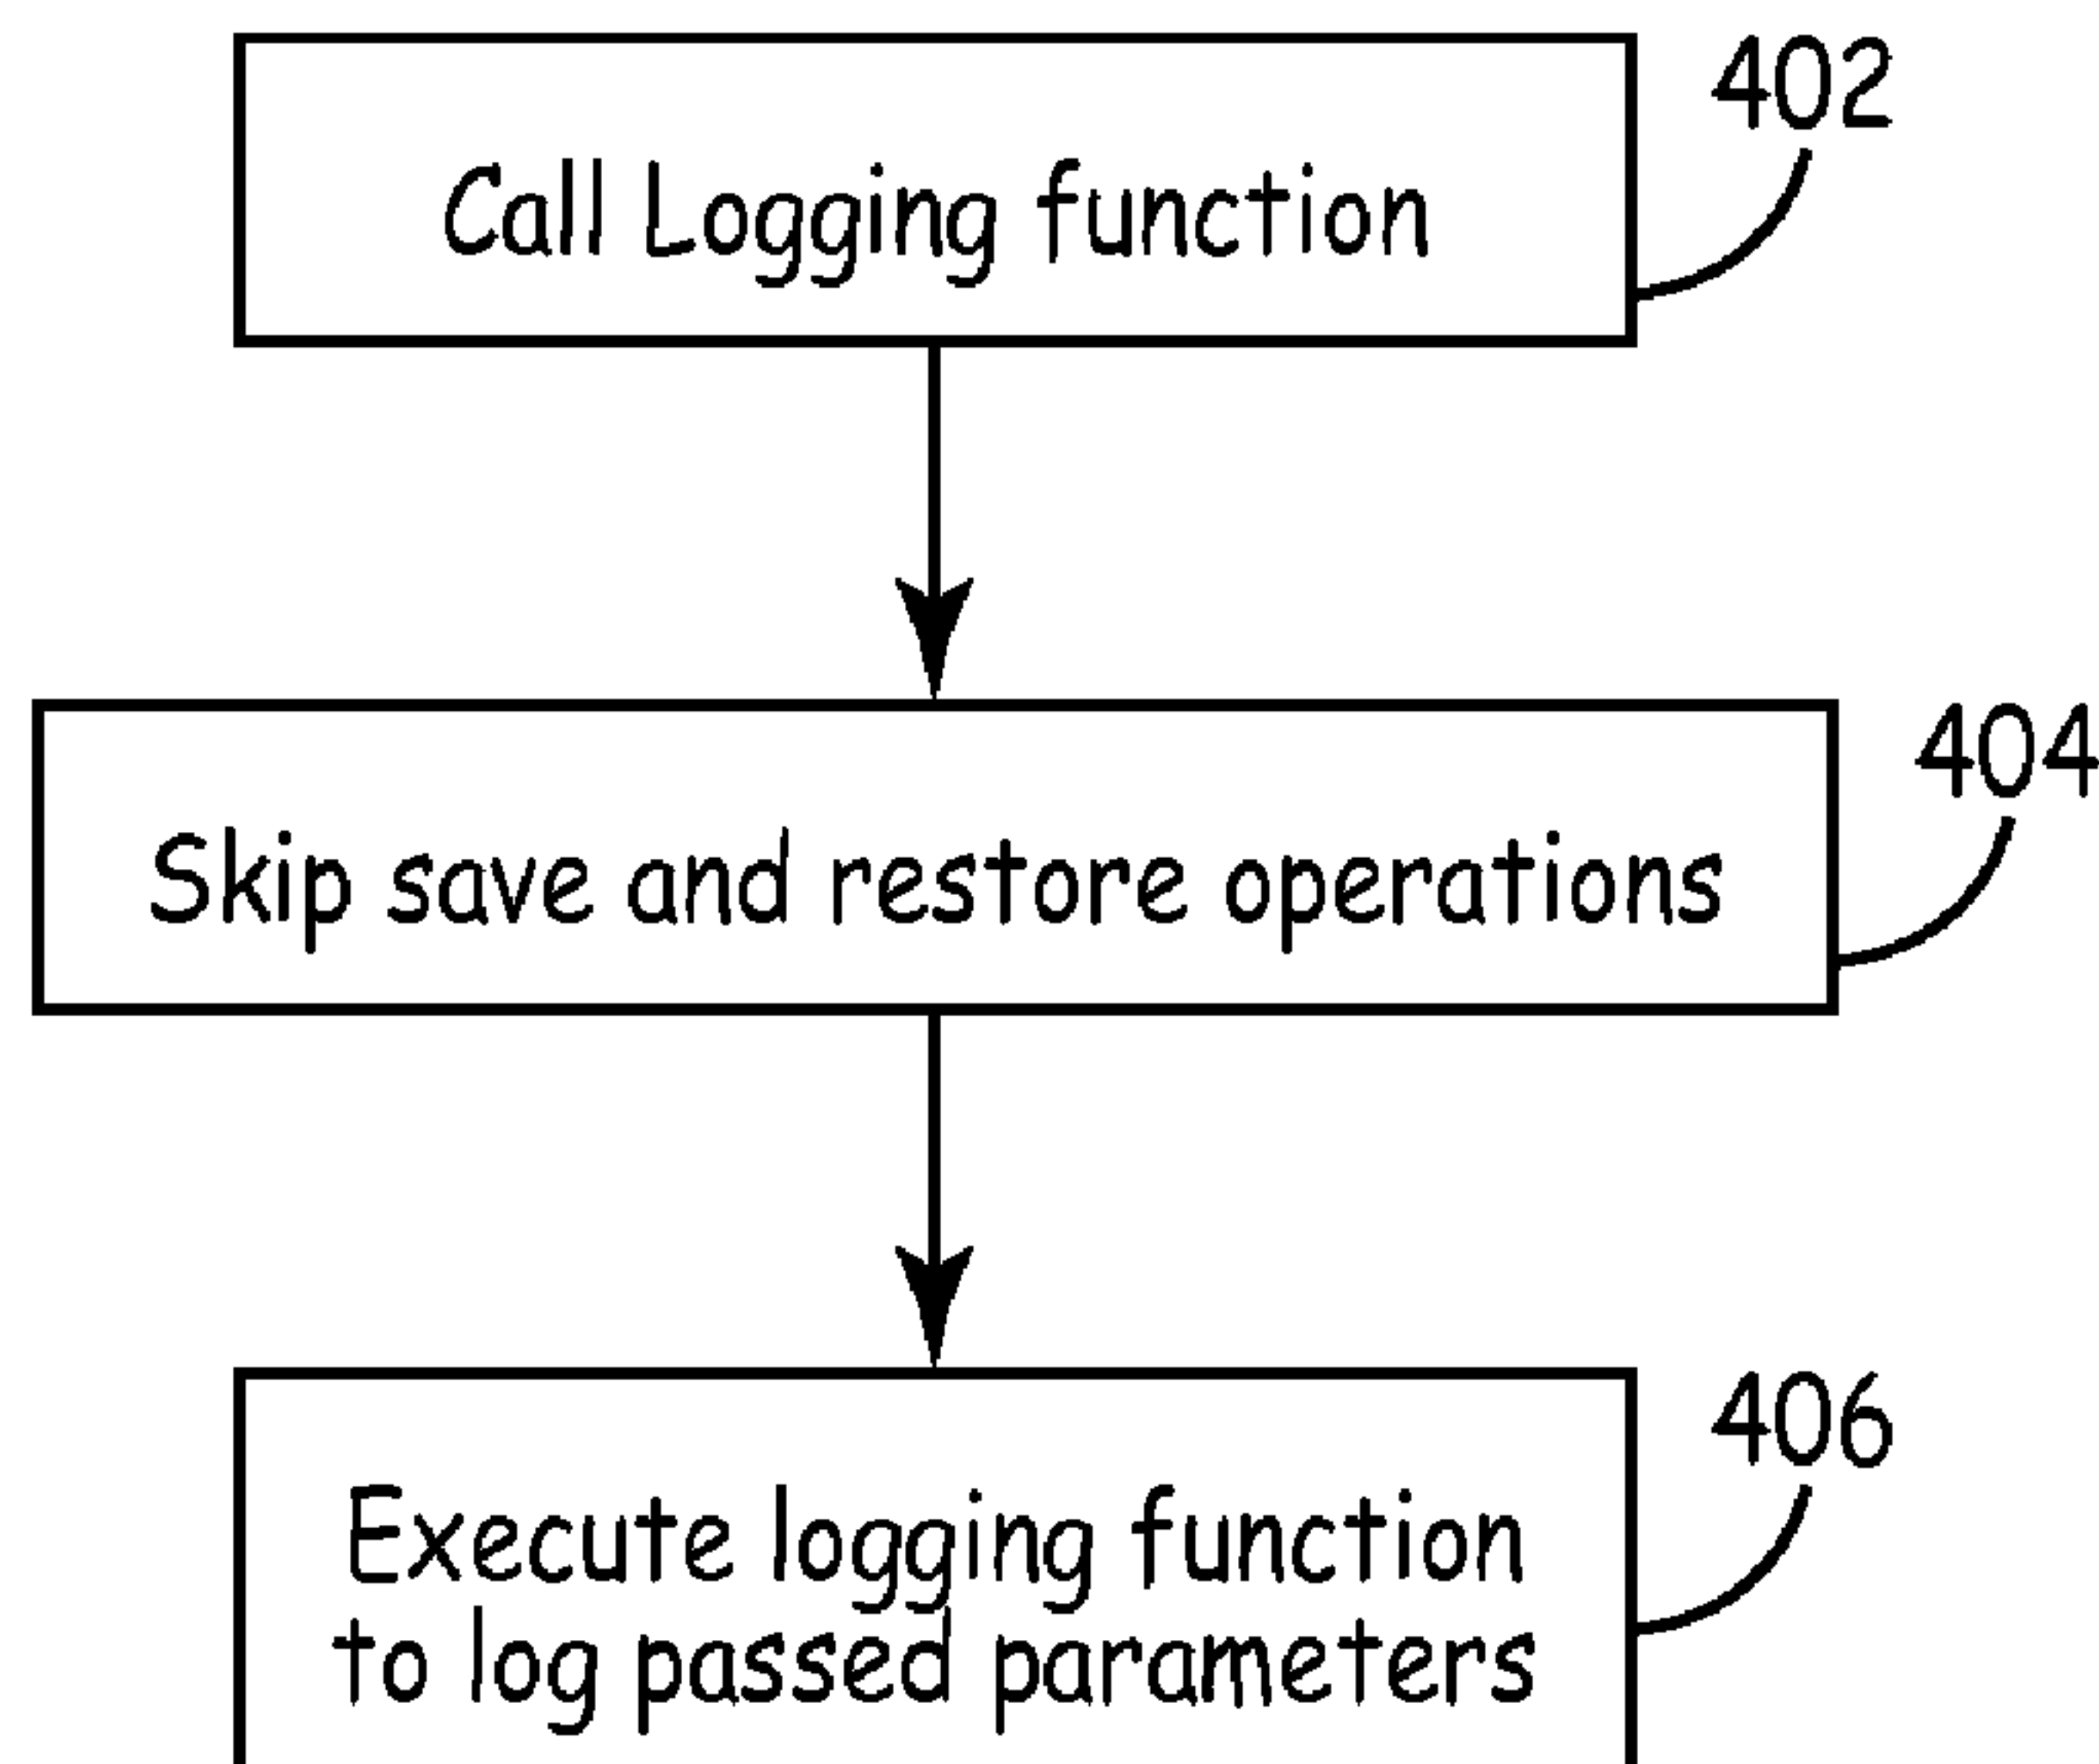 402
Call Logging function
404
Skip save and restore operations
406
Execute logging function
to log passed parameters